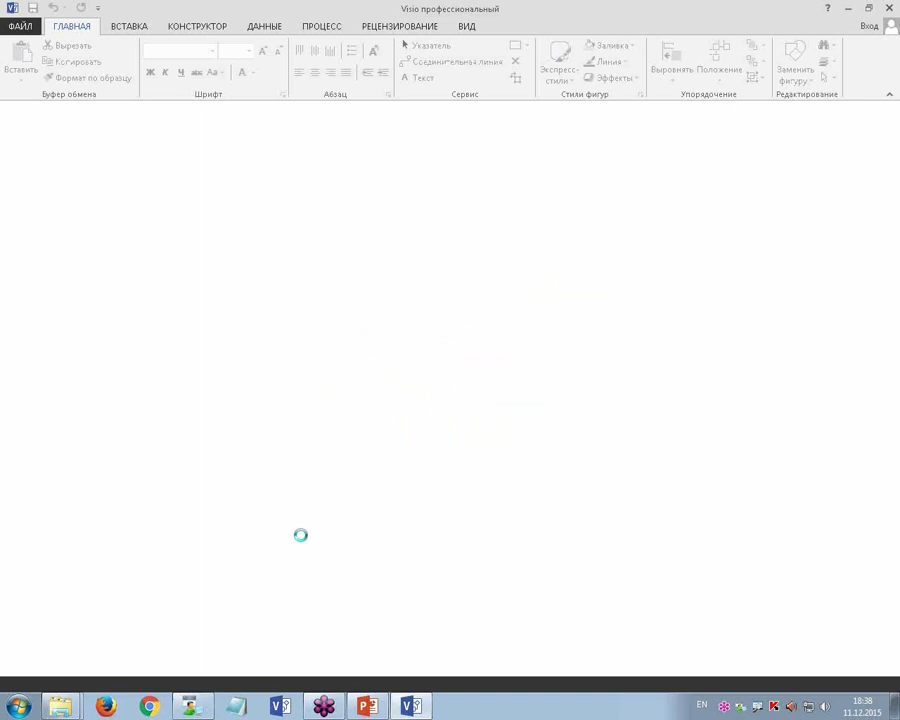 Visio профессиональный
ФАЙЛ ГЛАВНАЯ ВСТАВКА КОНСТРУКТОР ДАННЫЕ ПРОЦЕСС РЕЦЕНЗИРОВАНИЕ ВИД Вход
Вставить
Вырезать
Копировать
Формат по образцу
Буфер обмена
Ж К Ч abc Aa A
Шрифт
Абзац
Указатель
Соединительная линия
Текст
Сервис
Экспресс-
стили
Заливка
Линия
Эффекты
Стили фигур
Выровнять Положение
Упорядочение
Заменить
фигуру
Редактирование
EN
18:38
11.12.2015